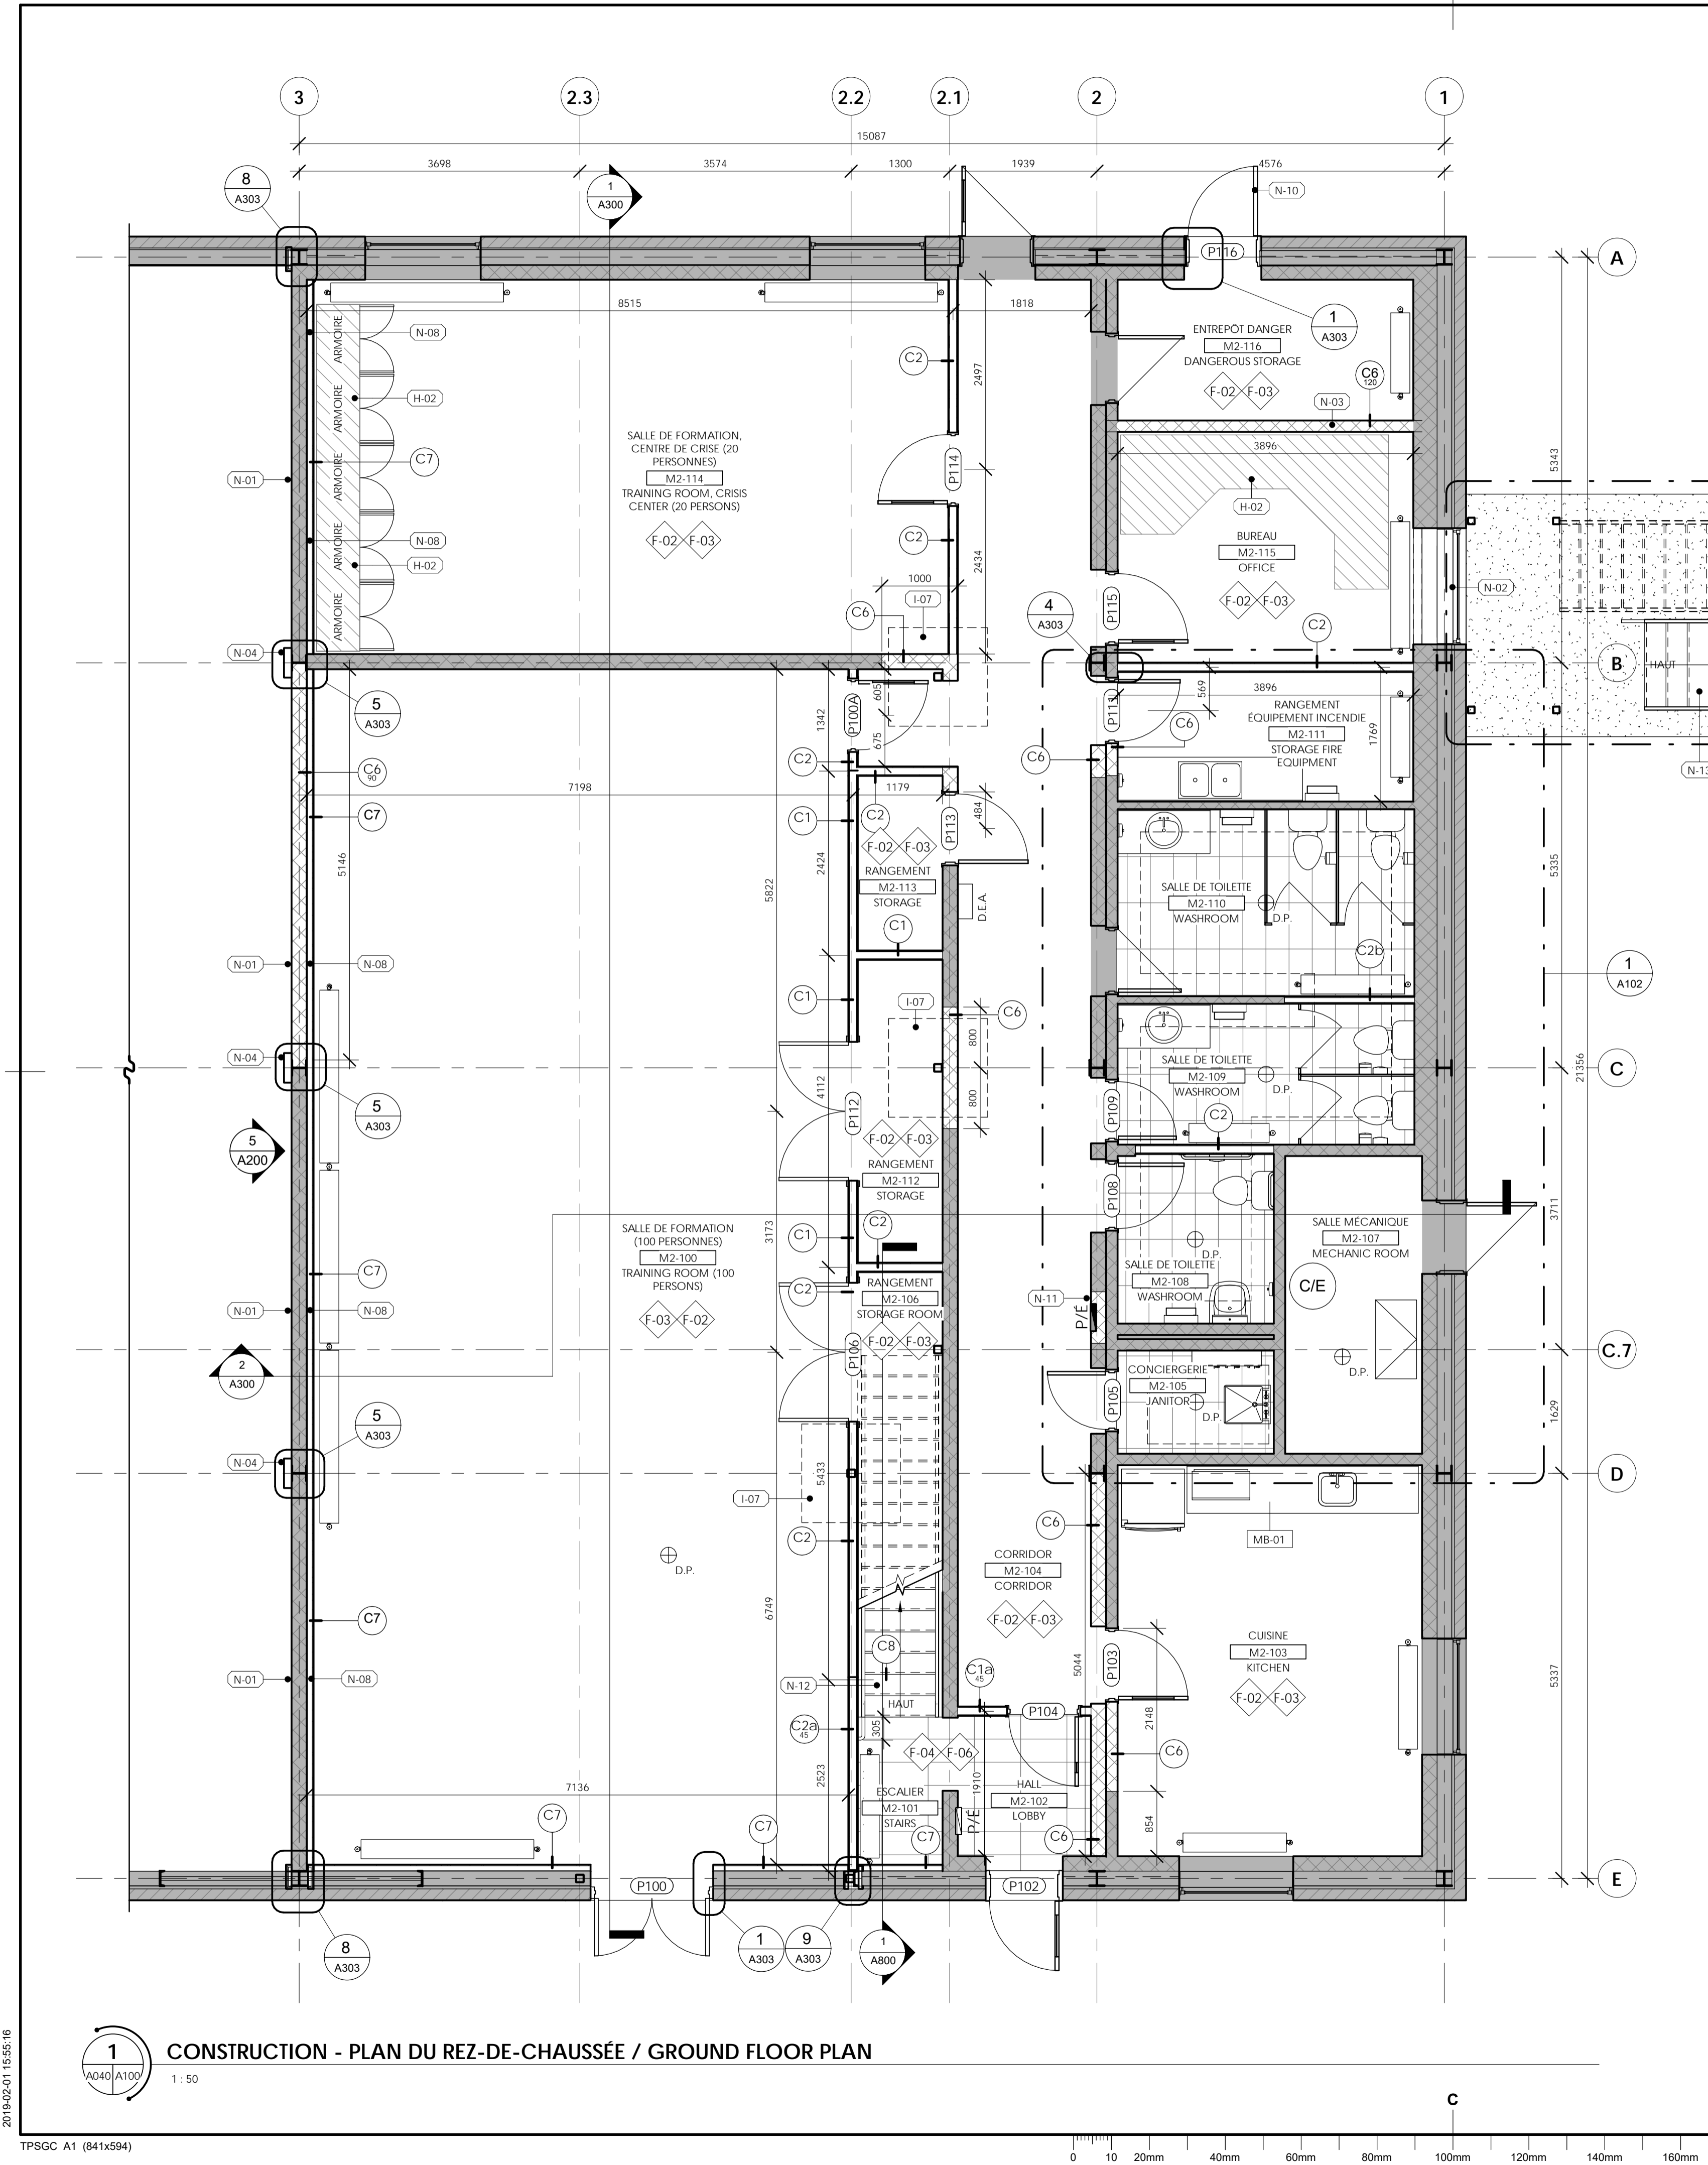 3
2.3
2.2
2.1
2
1
15087
3698
3574
1300
1939
4576
8
A303
1
A300
N-10
A
P116
8515
1818
ARMOIRE
ARMOIRE
ARMOIRE
ARMOIRE
ARMOIRE
N-08
H-02
C7
N-01
N-08
H-02
C2
2497
ENTREPÔT DANGER
M2-116
DANGEROUS STORAGE
F-02
F-03
1
A303
C6
120
N-03
3896
SALLE DE FORMATION,
CENTRE DE CRISE (20
PERSONNES)
M2-114
TRAINING ROOM, CRISIS
CENTER (20 PERSONS)
F-02
F-03
P114
H-02
5343
C2
2434
BUREAU
M2-115
OFFICE
F-02
F-03
N-02
1000
I-07
C6
4
A303
P115
C2
N-04
5
A303
B
HAUT
N-13
605
1342
P100A
675
P111
569
3896
RANGEMENT
ÉQUIPEMENT INCENDIE
M2-111
STORAGE FIRE
EQUIPMENT
1769
C6
C6
C2
C6
90
7198
1179
C7
C1
C2
P113
484
5146
F-02
F-03
RANGEMENT
M2-113
STORAGE
2424
5822
D.E.A.
C1
SALLE DE TOILETTE
M2-110
WASHROOM
D.P.
5335
C2b
1
A102
N-01
N-08
C1
I-07
C6
800
N-04
SALLE DE TOILETTE
M2-109
WASHROOM
D.P.
C
21356
5
A303
4112
P112
800
P109
C2
5
A200
F-02
F-03
RANGEMENT
M2-112
STORAGE
P108
D.P.
SALLE DE TOILETTE
M2-108
WASHROOM
SALLE MÉCANIQUE
M2-107
MECHANIC ROOM
3711
SALLE DE FORMATION
(100 PERSONNES)
M2-100
TRAINING ROOM (100
PERSONS)
F-03
F-02
3173
C1
C2
C7
C2
RANGEMENT
M2-106
STORAGE ROOM
F-02
F-03
C/E
N-01
N-08
N-11
P/É
P106
C.7
2
A300
CONCIERGERIE
M2-105
JANITOR
D.P.
P105
D.P.
1629
5
A303
N-04
5433
D
I-07
C2
C6
MB-01
D.P.
CORRIDOR
M2-104
CORRIDOR
F-02
F-03
C7
6749
C8
CUISINE
M2-103
KITCHEN
F-02
F-03
P103
5044
5337
N-01
N-08
N-12
C1a
45
HAUT
P104
C2a
45
305
2148
F-04
F-06
C6
7136
2523
ESCALIER
M2-101
STAIRS
1910
HALL
M2-102
LOBBY
P/É
C7
C7
C7
C6
854
P100
P102
E
8
A303
1
A303
9
A303
1
A800
1
A040
A100
CONSTRUCTION - PLAN DU REZ-DE-CHAUSSÉE / GROUND FLOOR PLAN
1 : 50
2019-02-01 15:55:16
C
TPSGC A1 (841x594)
0 10 20mm 40mm 60mm 80mm 100mm 120mm 140mm 160mm